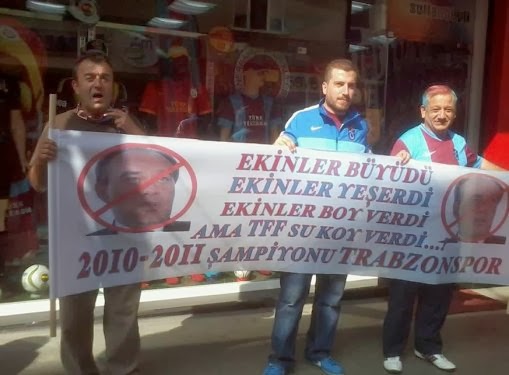 EKİNLER BÜYÜDÜ
EKİNLER YEŞERDİ
EKİNLER BOY VERDİ
AMA TFF SU KOY VERDİ...!
2010-2011 ŞAMPİYONU TRABZONSPOR